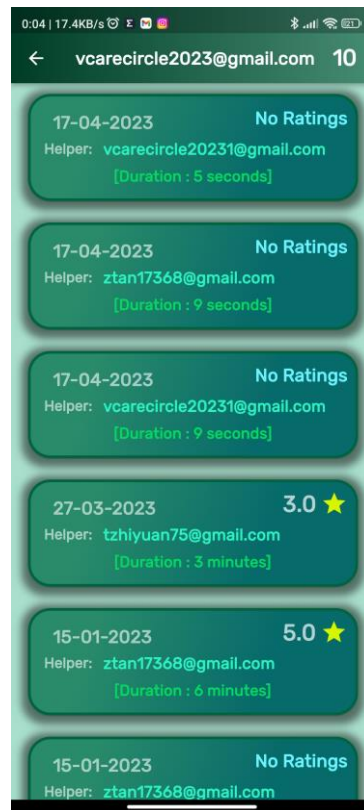 0:04 | 17.4KB/s
← vcarecircle2023@gmail.com 10
17-04-2023 No Ratings
Helper: vcarecircle20231@gmail.com
[Duration : 5 seconds]
17-04-2023 No Ratings
Helper: ztan17368@gmail.com
[Duration : 9 seconds]
17-04-2023 No Ratings
Helper: vcarecircle20231@gmail.com
[Duration : 9 seconds]
27-03-2023 3.0
Helper: tzhiyuan75@gmail.com
[Duration : 3 minutes]
15-01-2023 5.0
Helper: ztan17368@gmail.com
[Duration : 6 minutes]
15-01-2023 No Ratings
Helper: ztan17368@gmail.com